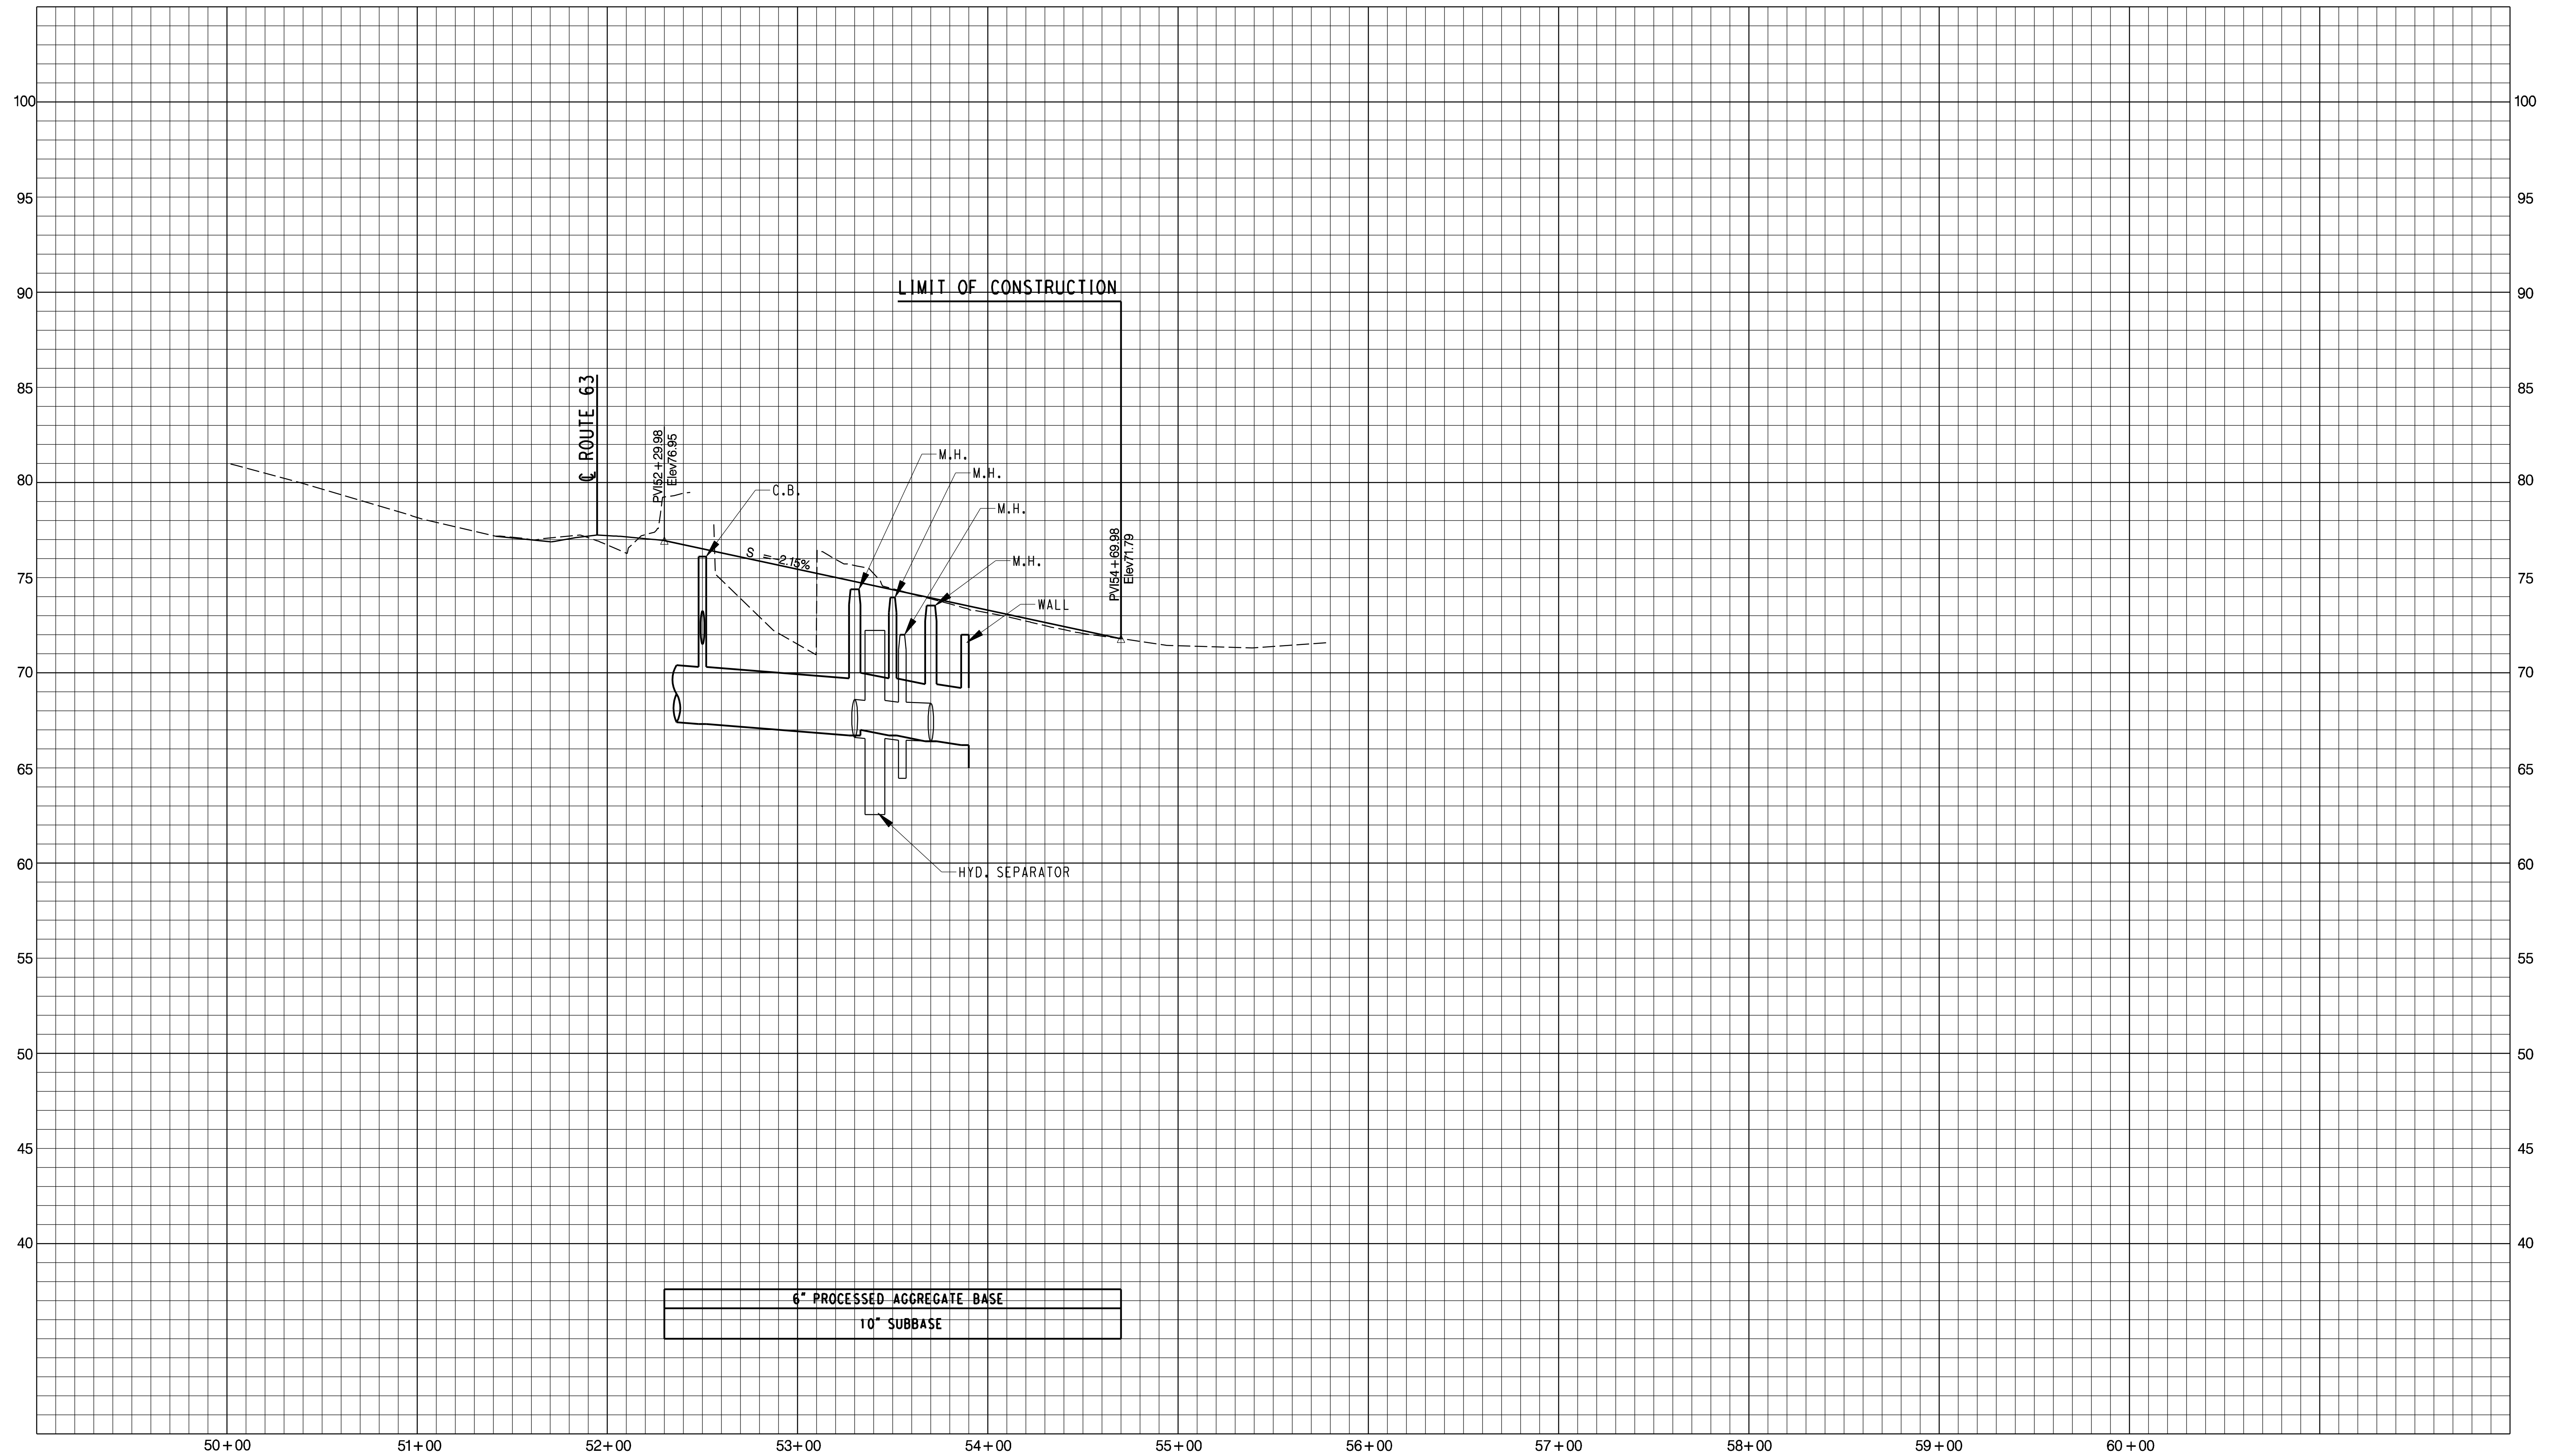 100 100
95 95
LIMIT OF CONSTRUCTION
90 90
85 85
℄ ROUTE 63
PVI52+29.98
Elev76.95
M.H.
M.H.
80 80
C.B.
M.H.
S -2.15%
M.H.
PVI54+69.98
Elev71.79
75 75
WALL
70 70
65 65
60 60
HYD. SEPARATOR
55 55
50 50
45 45
40 40
6" PROCESSED AGGREGATE BASE
10" SUBBASE
50+00 51+00 52+00 53+00 54+00 55+00 56+00 57+00 58+00 59+00 60+00